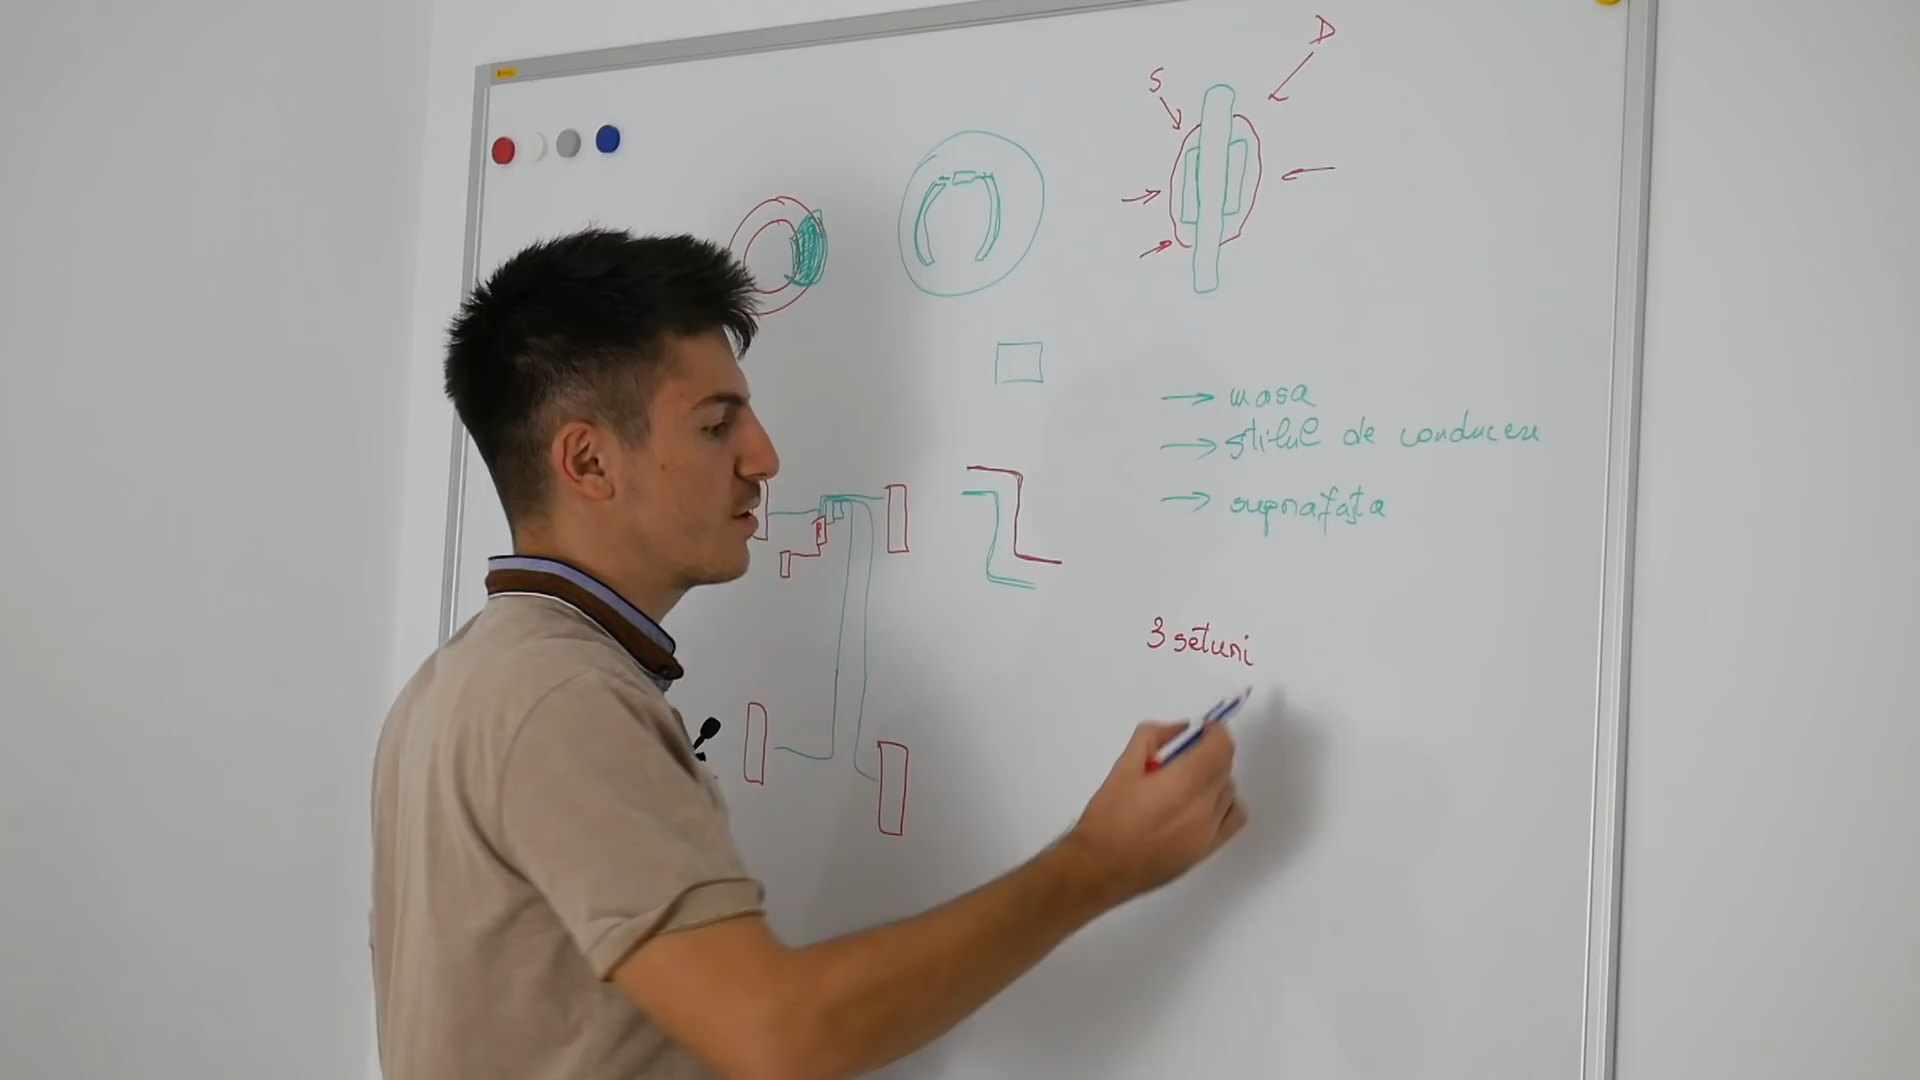 D
S
masa
stilul de conducere
suprafața
3 seturi